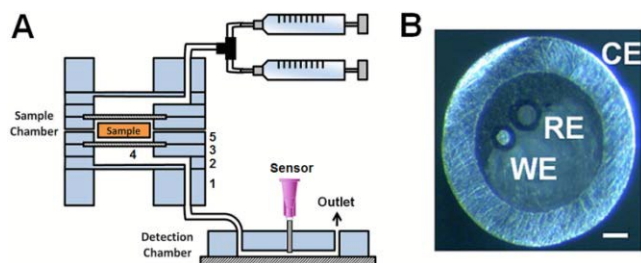 A
Sample
Chamber
Sample
5
3
4
2
1
Sensor
Outlet
Detection
Chamber
B
CE
RE
WE